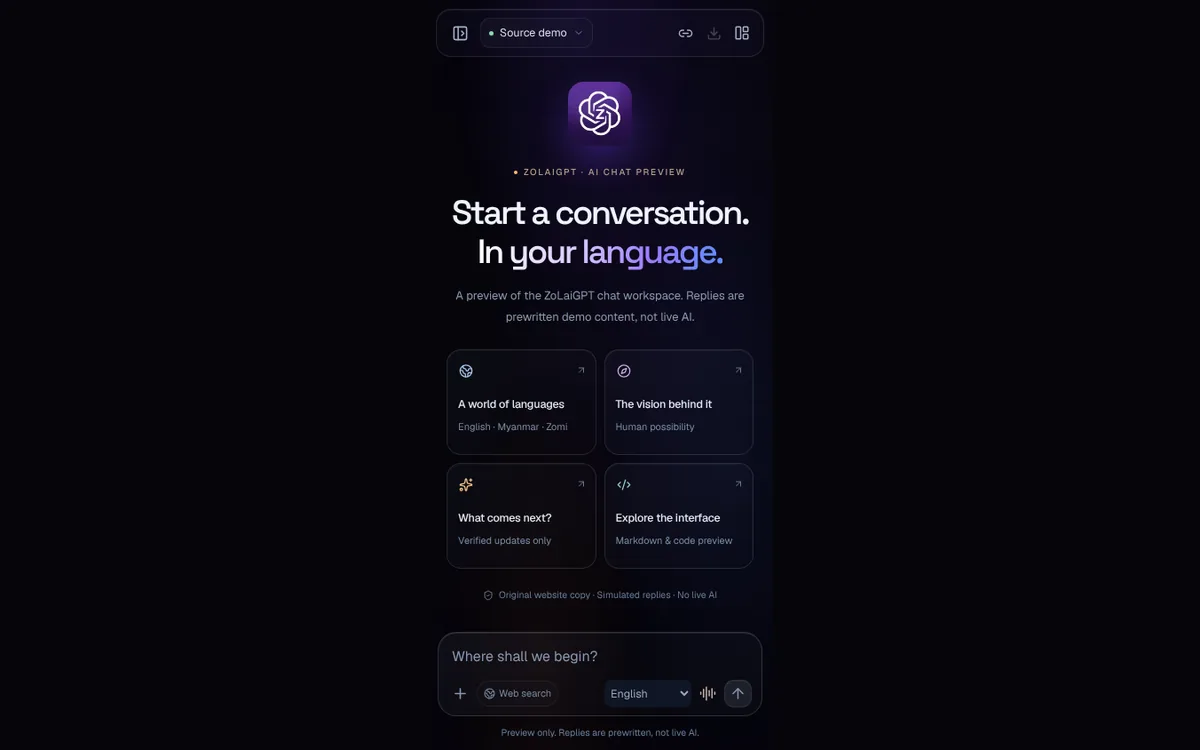 Source demo
Z
ZOLAIGPT · AI CHAT PREVIEW
Start a conversation.
In your language.
A preview of the ZoLaiGPT chat workspace. Replies are
prewritten demo content, not live AI.
A world of languages
English · Myanmar · Zomi
The vision behind it
Human possibility
What comes next?
Verified updates only
Explore the interface
Markdown & code preview
Original website copy · Simulated replies · No live AI
Where shall we begin?
Web search
English
Preview only. Replies are prewritten, not live AI.